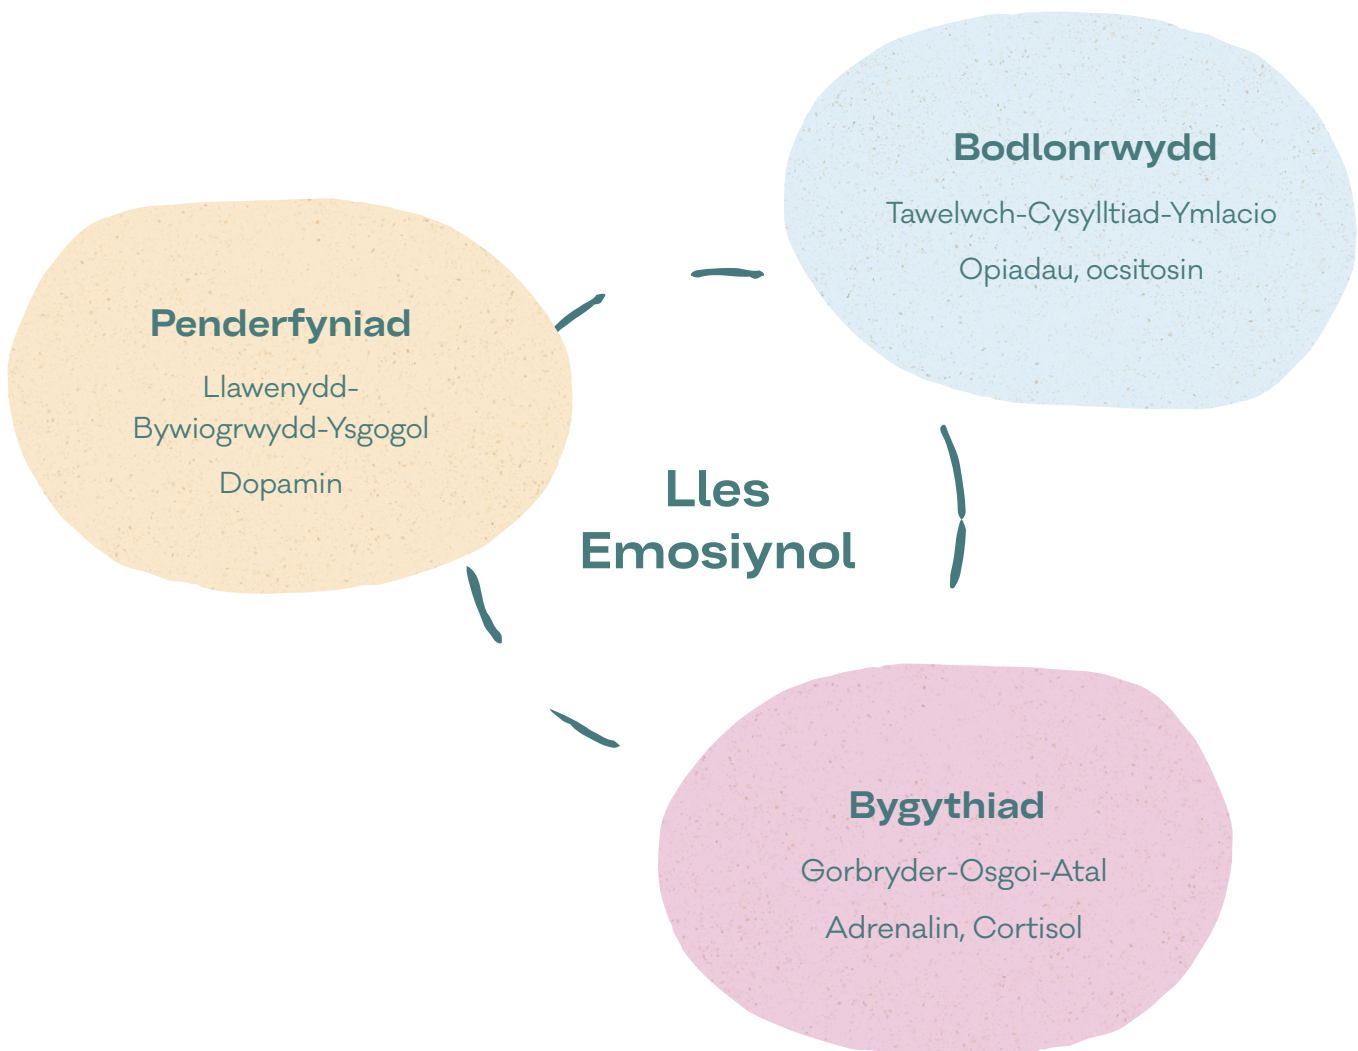 Bodlonrwydd
Tawelwch-Cysylltiad-Ymlacio
Opiadau, ocsitosin
Penderfyniad
Llawenydd-
Bywiogrwydd-Ysgogol
Dopamin
Lles
Emosiynol
Bygythiad
Gorbryder-Osgoi-Atal
Adrenalin, Cortisol